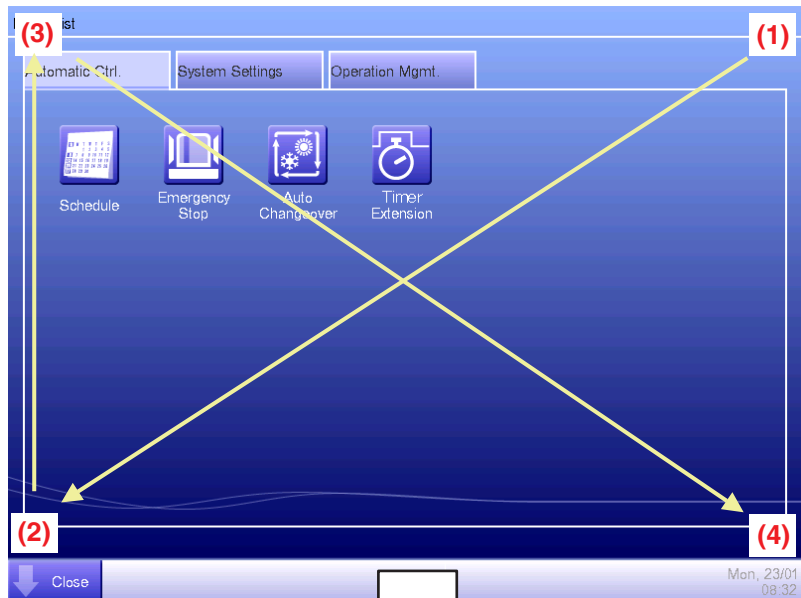 (3)
ist
(1)
Automatic Ctrl.
System Settings
Operation Mgmt.
Schedule
Emergency
Stop
Auto
Changeover
Timer
Extension
(2)
(4)
Close
Mon, 23/01
08:32